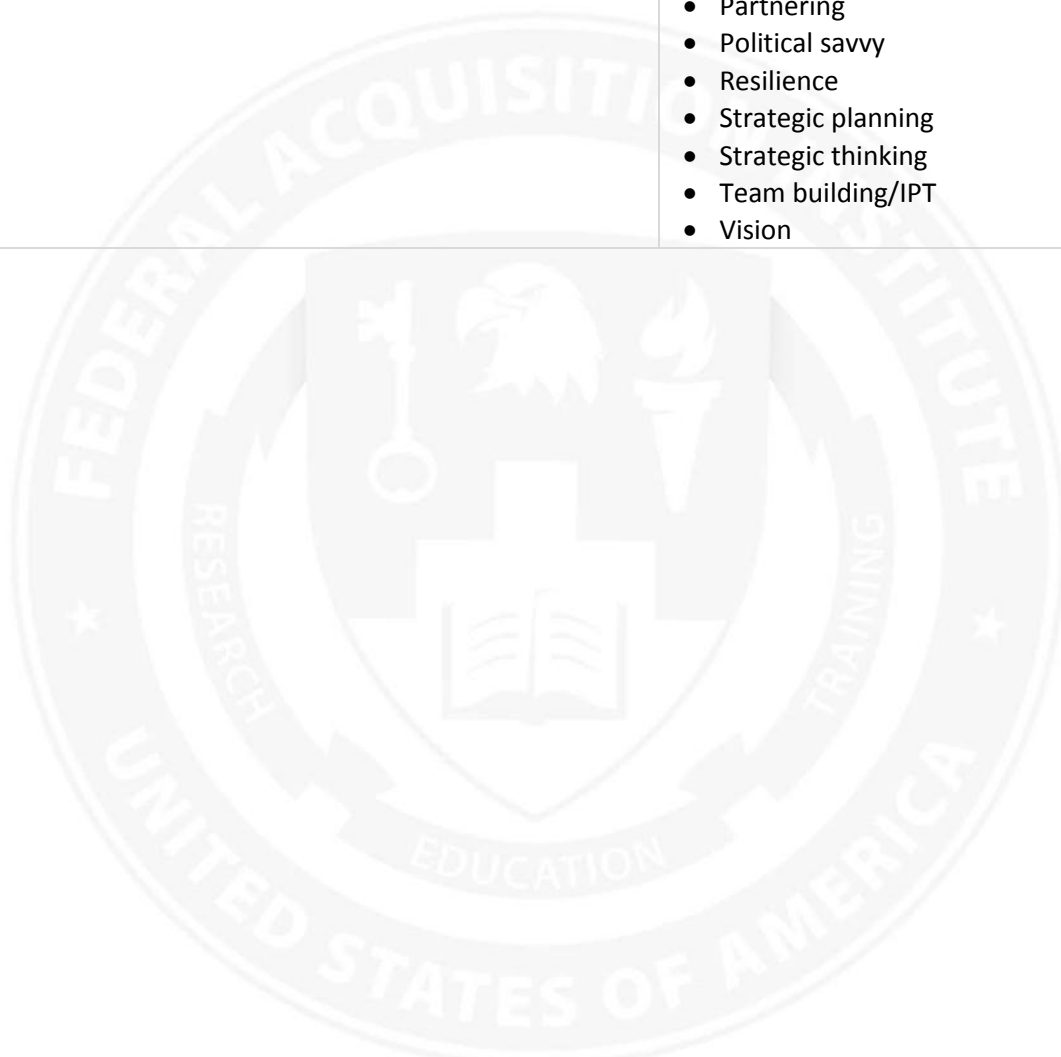 • Partnering
• Political savvy
• Resilience
• Strategic planning
• Strategic thinking
• Team building/IPT
• Vision
FEDERAL ACQUISITION INSTITUTE
RESEARCH
TRAINING
EDUCATION
UNITED STATES OF AMERICA